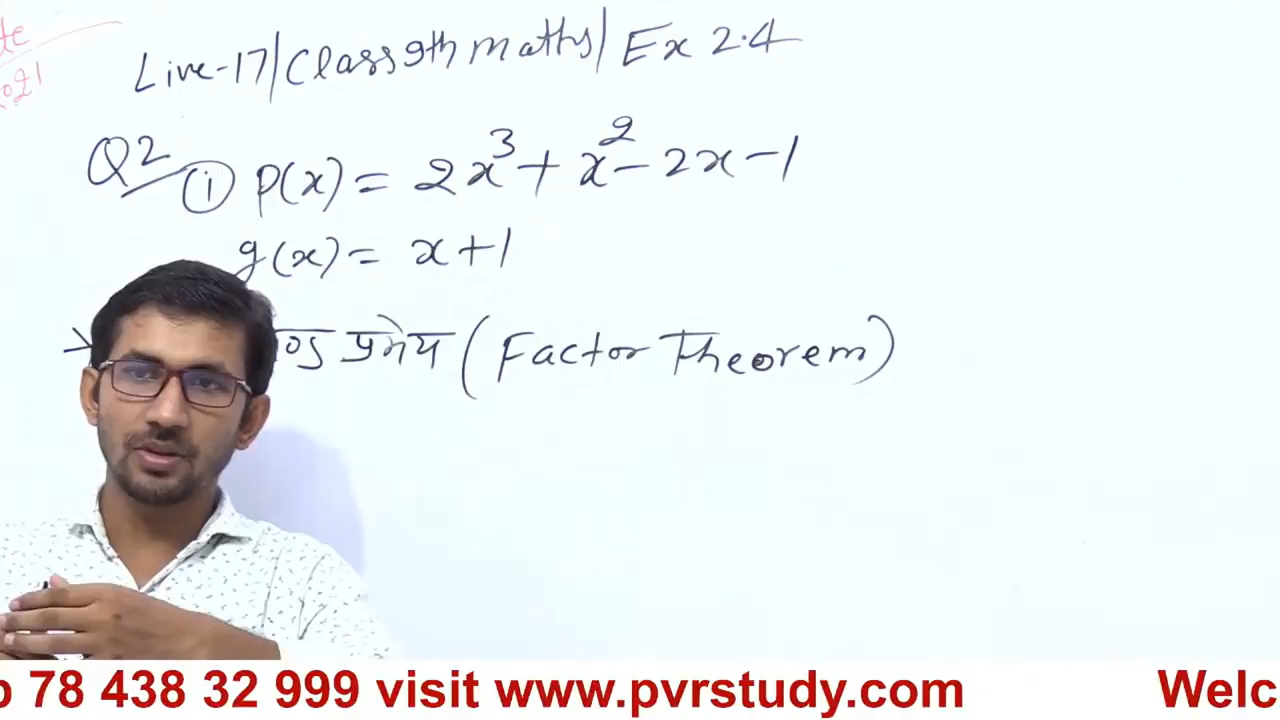 Live-17/Class 9th maths/ Ex 2.4
Q2 (i) p(x) = 2x³ + x² - 2x - 1
g(x) = x + 1
→ प्रमेय (Factor Theorem)
78 438 32 999 visit www.pvrstudy.com Welc